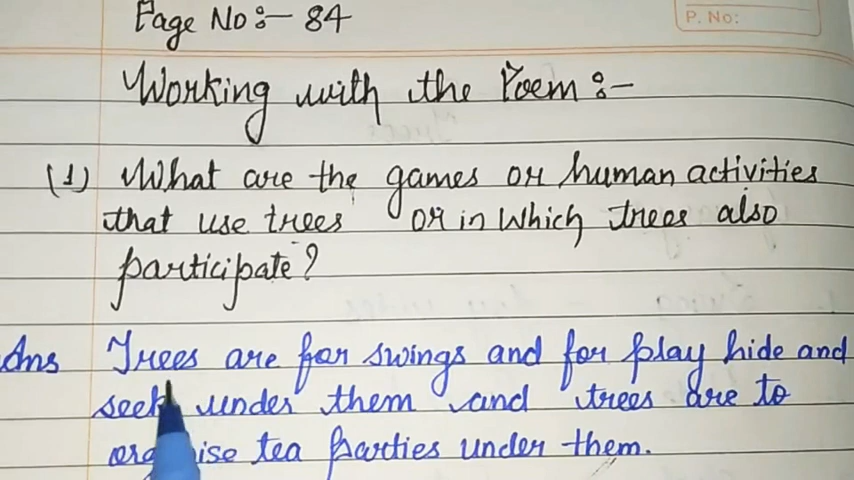 Page No:- 84
P. No:
Working with the Poem :-
(1) What are the games or human activities
that use trees or in which trees also
participate?
Ans Trees are for swings and for play hide and
seek under them and trees are to
tea parties under them.